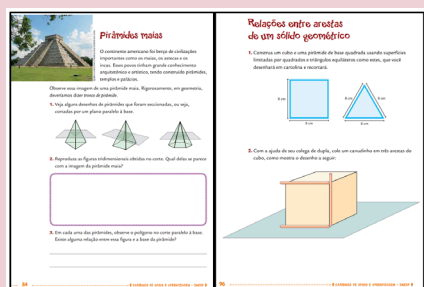 Pirâmides maias
O continente americano foi berço de civilizações
importantes como os maias, os astecas e os
incas. Esses povos tinham grande conhecimento
arquitetônico e artístico, tendo construído pirâmides,
templos e palácios.
Observe essa imagem de uma pirâmide maia. Rigorosamente, em geometria,
deveríamos dizer tronco de pirâmide.
1. Veja alguns desenhos de pirâmides que foram seccionadas, ou seja,
cortadas por um plano paralelo à base.
2. Reproduza as figuras tridimensionais obtidas no corte. Qual delas se parece
com a imagem da pirâmide maia?
3. Em cada uma das pirâmides, observe o polígono no corte paralelo à base.
Existe alguma relação entre essa figura e a base da pirâmide?
Relações entre arestas
de um sólido geométrico
1. Construa um cubo e uma pirâmide de base quadrada usando superfícies
limitadas por quadrados e triângulos equiláteros como estes, que você
desenhará em cartolina e recortará.
8 cm
8 cm
8 cm
8 cm
2. Com a ajuda de seu colega de dupla, cole um canudinho em três arestas do
cubo, como mostra o desenho a seguir:
96